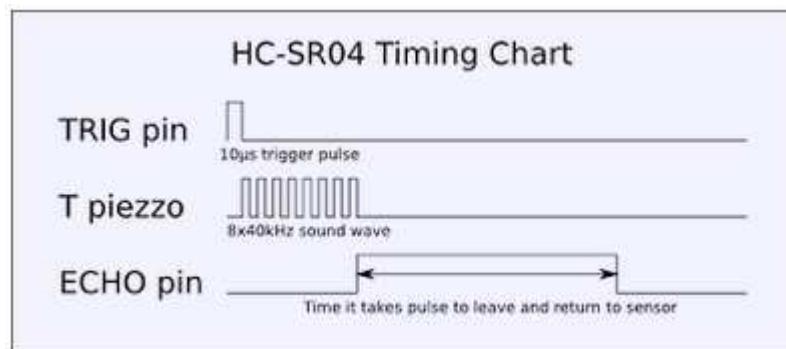 HC-SR04 Timing Chart
TRIG pin
10µs trigger pulse
T piezzo
8x40kHz sound wave
ECHO pin
Time it takes pulse to leave and return to sensor